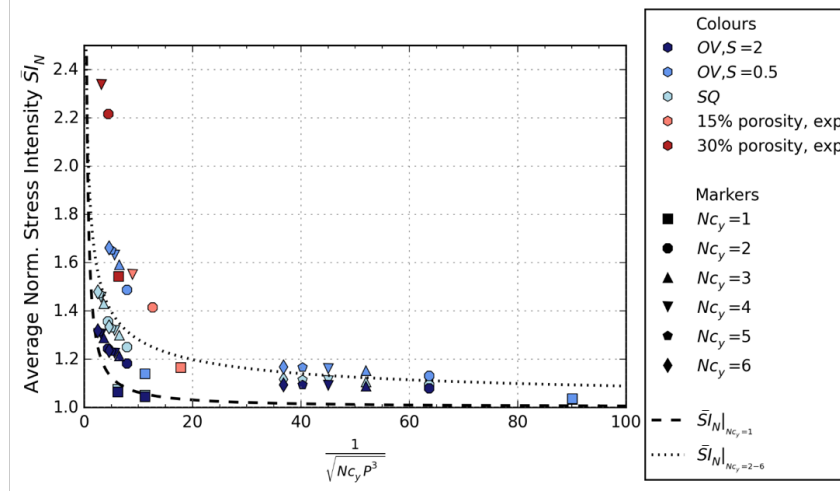 Average Norm. Stress Intensity S̄I_N
2.4
2.2
2.0
1.8
1.6
1.4
1.2
1.0
0
20
40
60
80
100
1
√Nc_y P³
Colours
OV,S=2
OV,S=0.5
SQ
15% porosity, exp
30% porosity, exp
Markers
Nc_y=1
Nc_y=2
Nc_y=3
Nc_y=4
Nc_y=5
Nc_y=6
S̄I_N|Nc_y=1
S̄I_N|Nc_y=2−6